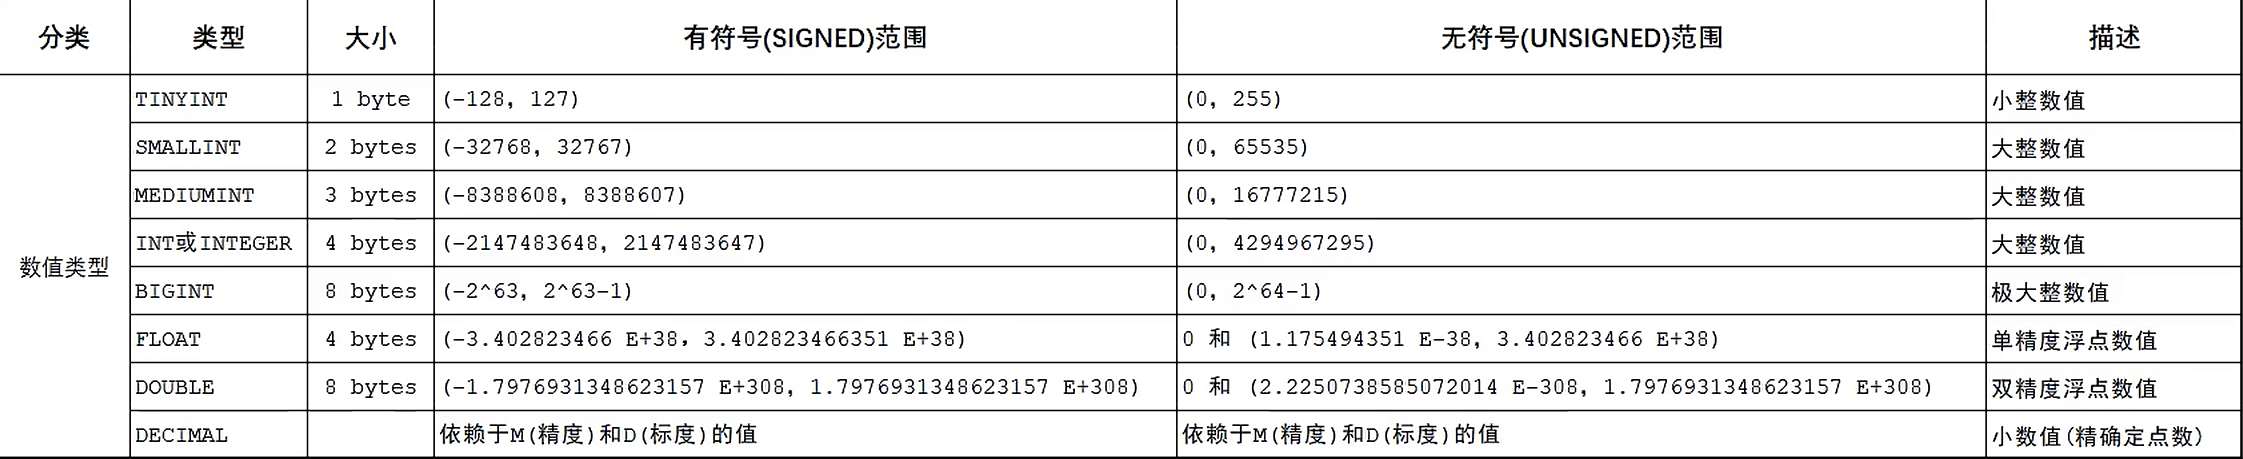 分类 类型 大小 有符号(SIGNED)范围 无符号(UNSIGNED)范围 描述
数值类型
TINYINT 1 byte (-128, 127) (0, 255) 小整数值
SMALLINT 2 bytes (-32768, 32767) (0, 65535) 大整数值
MEDIUMINT 3 bytes (-8388608, 8388607) (0, 16777215) 大整数值
INT或INTEGER 4 bytes (-2147483648, 2147483647) (0, 4294967295) 大整数值
BIGINT 8 bytes (-2^63, 2^63-1) (0, 2^64-1) 极大整数值
FLOAT 4 bytes (-3.402823466 E+38, 3.402823466351 E+38) 0 和 (1.175494351 E-38, 3.402823466 E+38) 单精度浮点数值
DOUBLE 8 bytes (-1.7976931348623157 E+308, 1.7976931348623157 E+308) 0 和 (2.2250738585072014 E-308, 1.7976931348623157 E+308) 双精度浮点数值
DECIMAL 依赖于M(精度)和D(标度)的值 依赖于M(精度)和D(标度)的值 小数值(精确定点数)